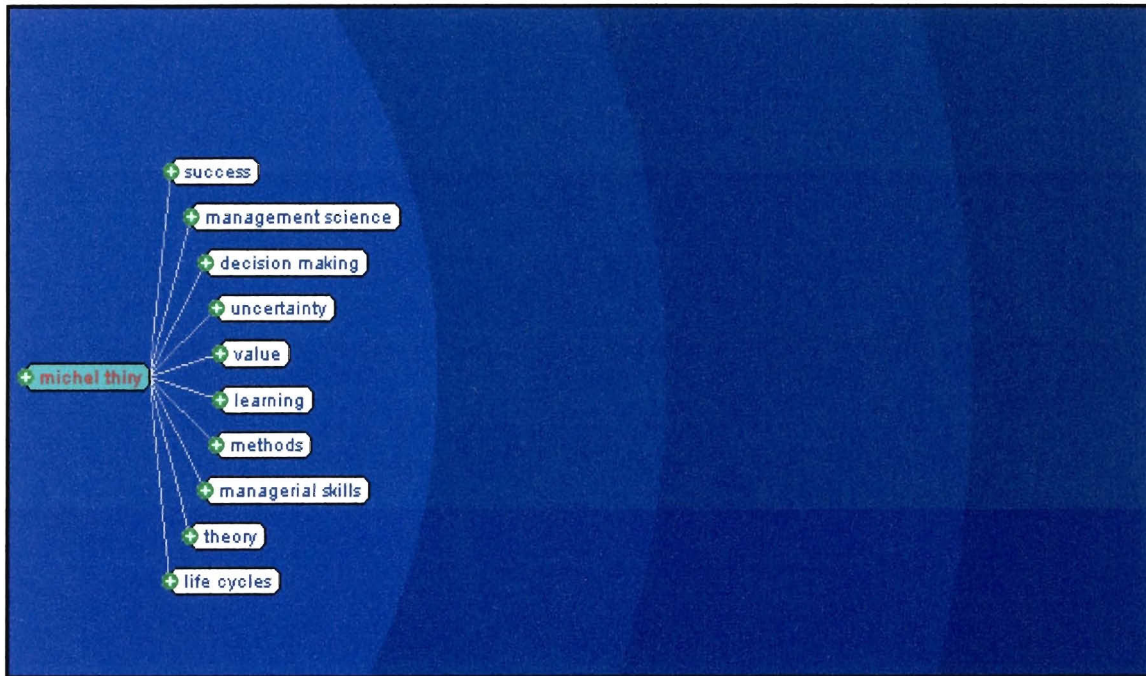 success
management science
decision making
uncertainty
value
michel thiry
learning
methods
managerial skills
theory
life cycles